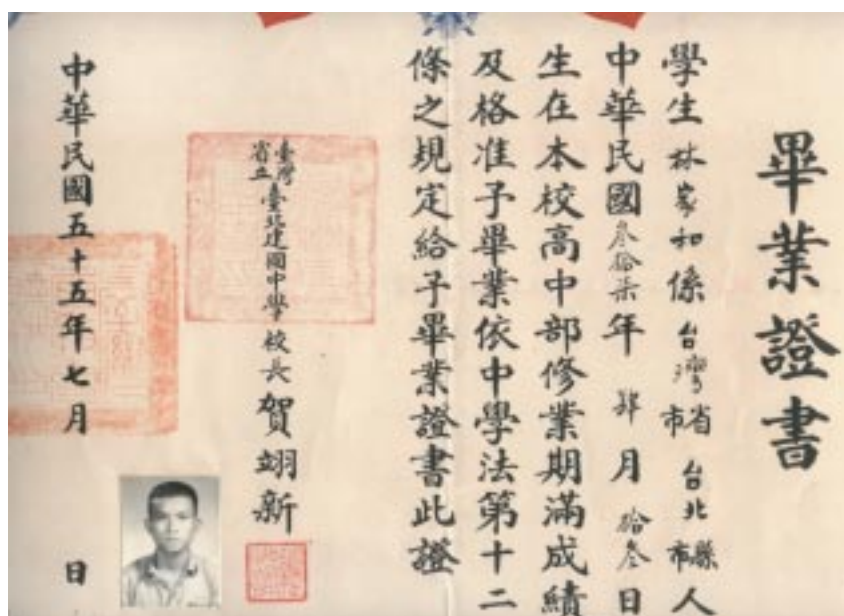 畢業證書
學生林家和係台灣省市台北縣市人
中華民國叁拾柒年肆月拾叁日
生在本校高中部修業期滿成績
及格准予畢業依中學法第十二
條之規定給予畢業證書此證
臺灣省立臺北建國中學校長賀翊新
中華民國五十五年七月日